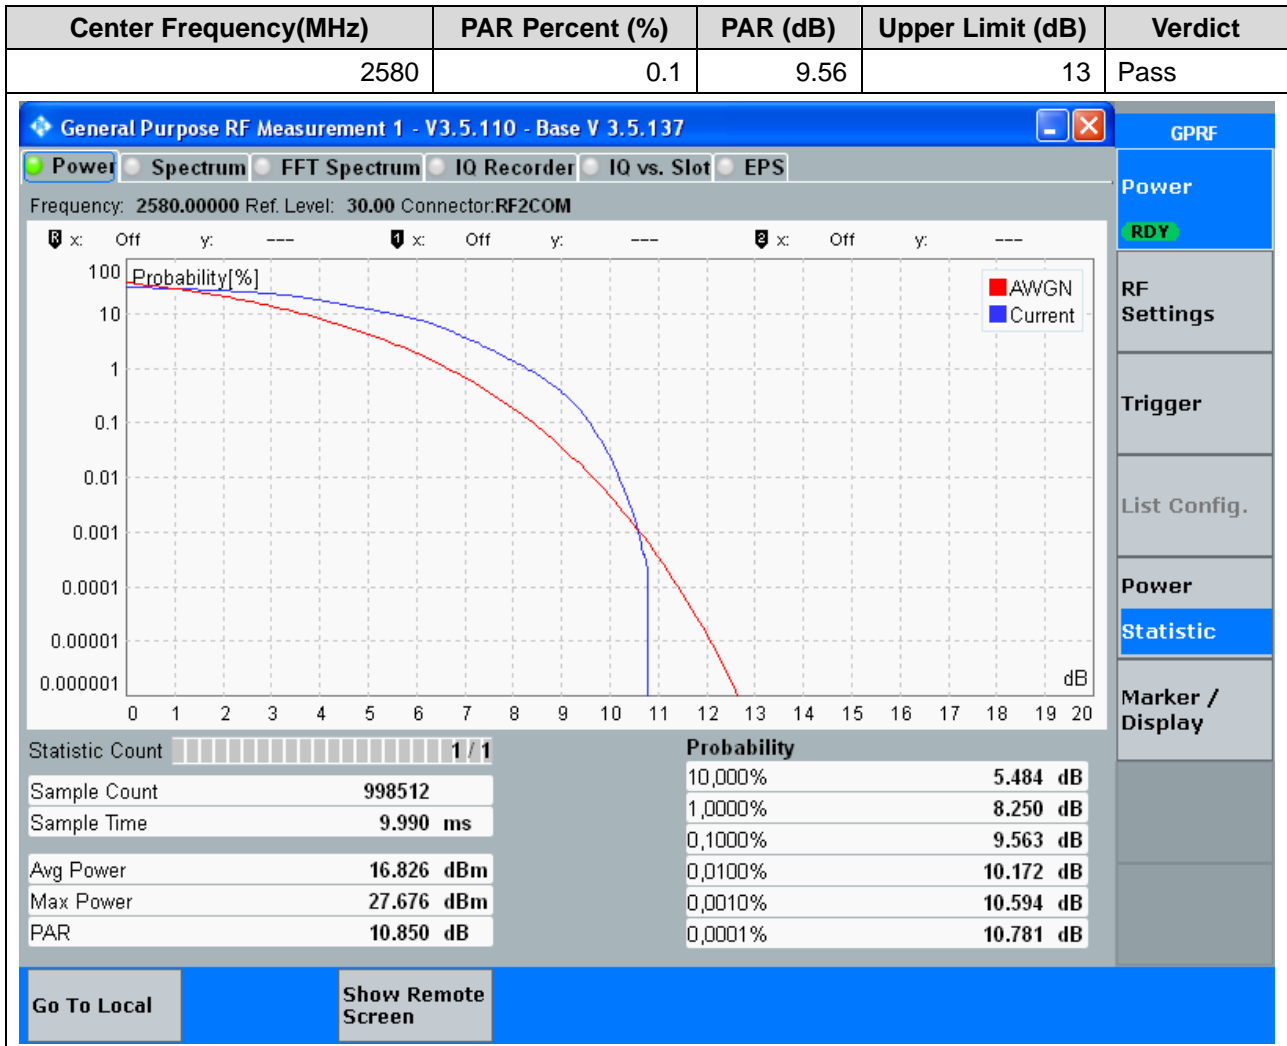 Center Frequency(MHz) PAR Percent (%) PAR (dB) Upper Limit (dB) Verdict
2580 0.1 9.56 13 Pass
General Purpose RF Measurement 1 - V3.5.110 - Base V 3.5.137
GPRF
Power Spectrum FFT Spectrum IQ Recorder IQ vs. Slot EPS
Power
RDY
Frequency: 2580.00000 Ref. Level: 30.00 Connector:RF2COM
R x: Off y: --- 1 x: Off y: --- 2 x: Off y: ---
Probability[%]
AWGN
Current
100
10
1
0.1
0.01
0.001
0.0001
0.00001
0.000001
dB
0 1 2 3 4 5 6 7 8 9 10 11 12 13 14 15 16 17 18 19 20
RF
Settings
Trigger
List Config.
Power
Statistic
Marker /
Display
Statistic Count 1 / 1
Sample Count 998512
Sample Time 9.990 ms
Avg Power 16.826 dBm
Max Power 27.676 dBm
PAR 10.850 dB
Probability
10,000% 5.484 dB
1,0000% 8.250 dB
0,1000% 9.563 dB
0,0100% 10.172 dB
0,0010% 10.594 dB
0,0001% 10.781 dB
Go To Local
Show Remote
Screen